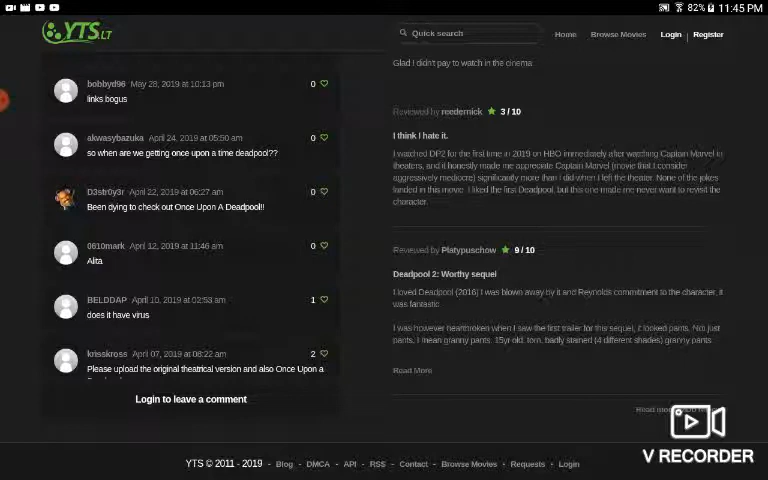 82% 11:45 PM
YTS.LT
Quick search
Home Browse Movies Login Register
bobbyd96 May 28, 2019 at 10:13 pm 0
links bogus
akwasybazuka April 24, 2019 at 05:50 am 0
so when are we getting once upon a time deadpool??
D3str0y3r April 22, 2019 at 06:27 am 0
Been dying to check out Once Upon A Deadpool!!
0610mark April 12, 2019 at 11:46 am 0
Alita
BELDDAP April 10, 2019 at 02:53 am 1
does it have virus
krisskross April 07, 2019 at 08:22 am 2
Please upload the original theatrical version and also Once Upon a
Login to leave a comment
Glad I didn't pay to watch in the cinema
Reviewed by reedernick 3 / 10
I think I hate it.
I watched DP2 for the first time in 2019 on HBO immediately after watching Captain Marvel in
theaters, and it honestly made me appreciate Captain Marvel (movie that I consider
aggressively mediocre) significantly more than I did when I left the theater. None of the jokes
landed in this movie. I liked the first Deadpool, but this one made me never want to revisit the
character.
Reviewed by Platypuschow 9 / 10
Deadpool 2: Worthy sequel
I loved Deadpool (2016) I was blown away by it and Reynolds commitment to the character, it
was fantastic.
I was however heartbroken when I saw the first trailer for this sequel, it looked pants. Not just
pants, I mean granny pants. 15yr old, torn, badly stained (4 different shades) granny pants
Read More
Read more
V RECORDER
YTS © 2011 - 2019 - Blog - DMCA - API - RSS - Contact - Browse Movies - Requests - Login